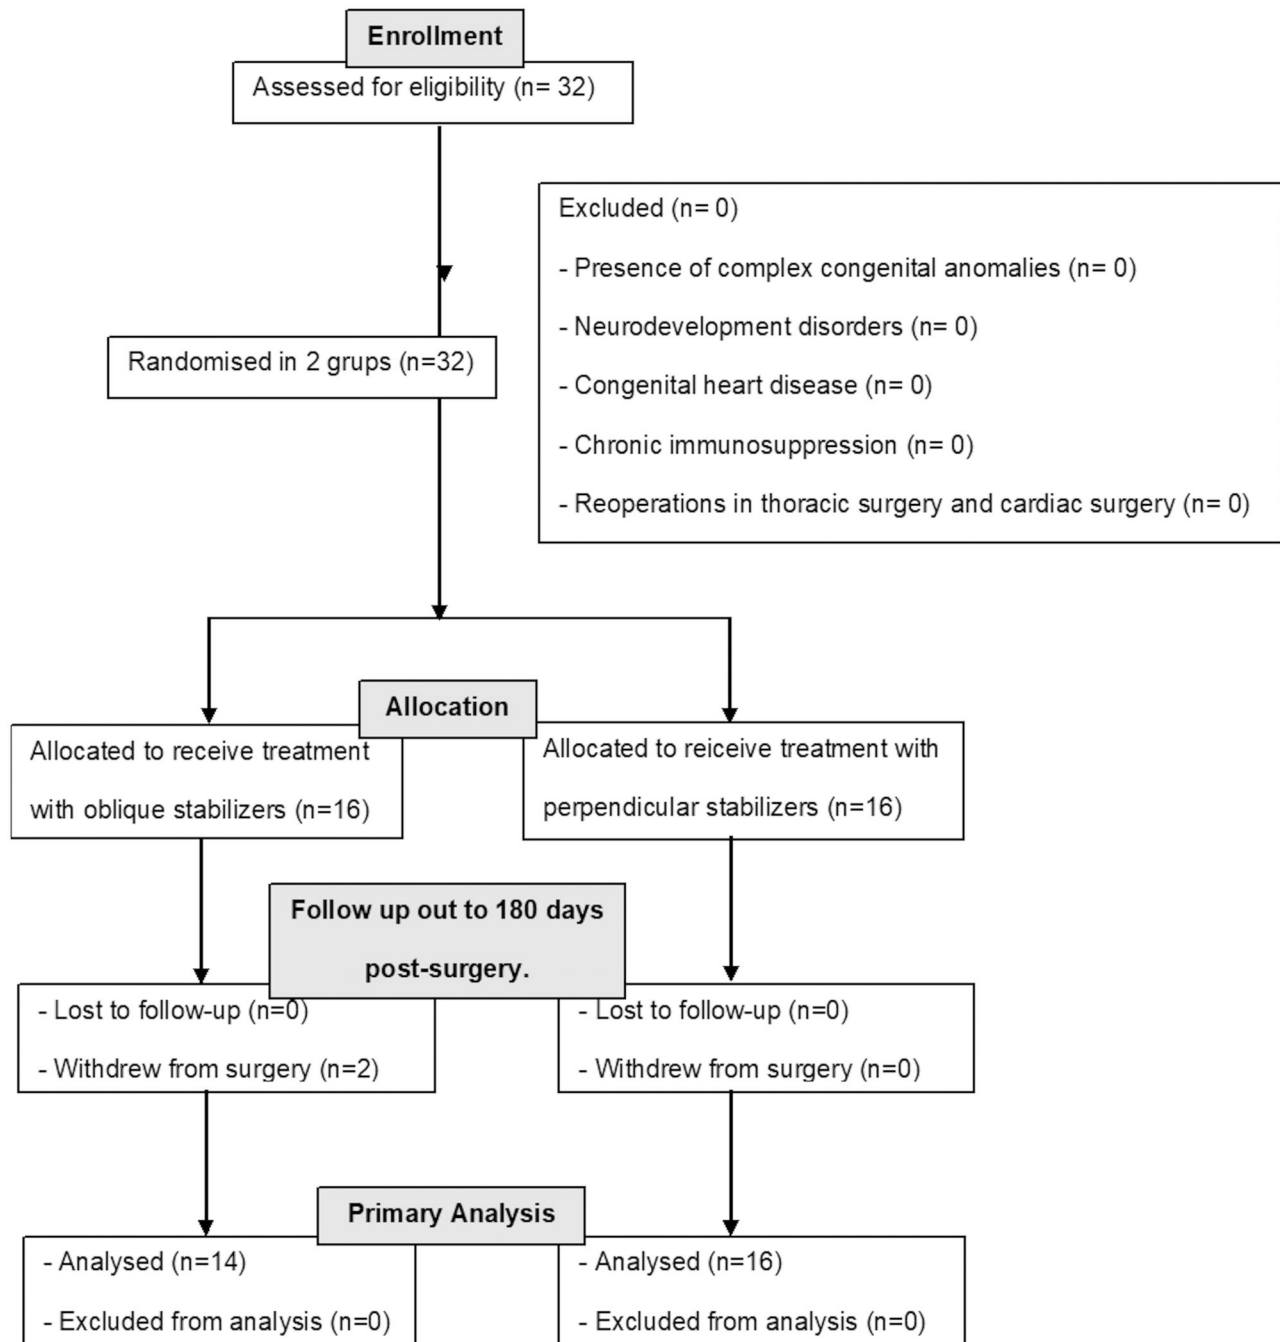 Enrollment
Assessed for eligibility (n= 32)
Excluded (n= 0)
- Presence of complex congenital anomalies (n= 0)
- Neurodevelopment disorders (n= 0)
- Congenital heart disease (n= 0)
- Chronic immunosuppression (n= 0)
- Reoperations in thoracic surgery and cardiac surgery (n= 0)
Randomised in 2 grups (n=32)
Allocation
Allocated to receive treatment
with oblique stabilizers (n=16)
Allocated to reiceive treatment with
perpendicular stabilizers (n=16)
Follow up out to 180 days
post-surgery.
- Lost to follow-up (n=0)
- Withdrew from surgery (n=2)
- Lost to follow-up (n=0)
- Withdrew from surgery (n=0)
Primary Analysis
- Analysed (n=14)
- Excluded from analysis (n=0)
- Analysed (n=16)
- Excluded from analysis (n=0)